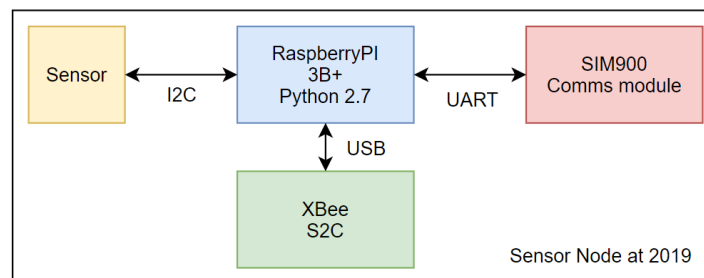 Sensor
I2C
RaspberryPI
3B+
Python 2.7
UART
SIM900
Comms module
USB
XBee
S2C
Sensor Node at 2019